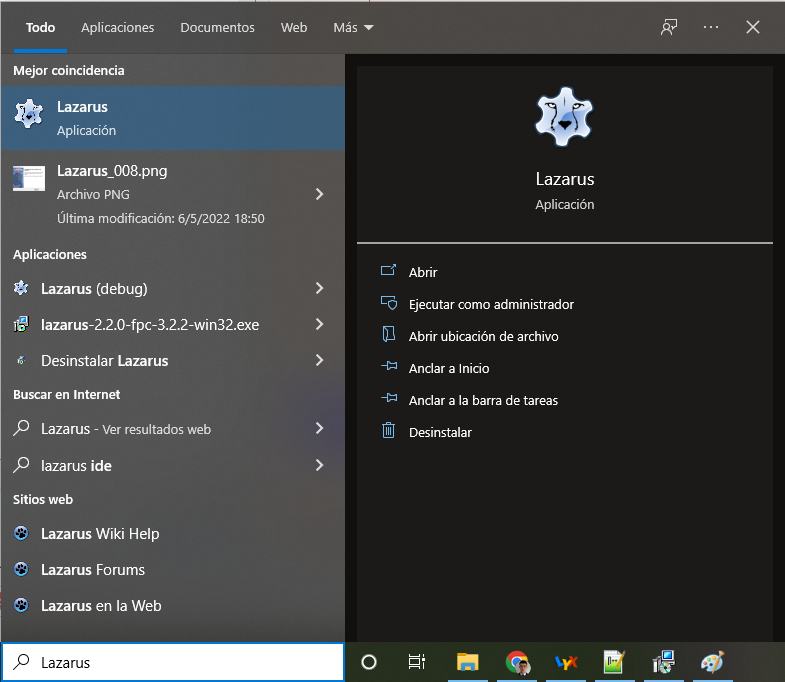 Todo Aplicaciones Documentos Web Más
Mejor coincidencia
Lazarus
Aplicación
Lazarus_008.png
Archivo PNG
Última modificación: 6/5/2022 18:50
Aplicaciones
Lazarus (debug)
lazarus-2.2.0-fpc-3.2.2-win32.exe
Desinstalar Lazarus
Buscar en Internet
Lazarus - Ver resultados web
lazarus ide
Sitios web
Lazarus Wiki Help
Lazarus Forums
Lazarus en la Web
Lazarus
Lazarus
Aplicación
Abrir
Ejecutar como administrador
Abrir ubicación de archivo
Anclar a Inicio
Anclar a la barra de tareas
Desinstalar